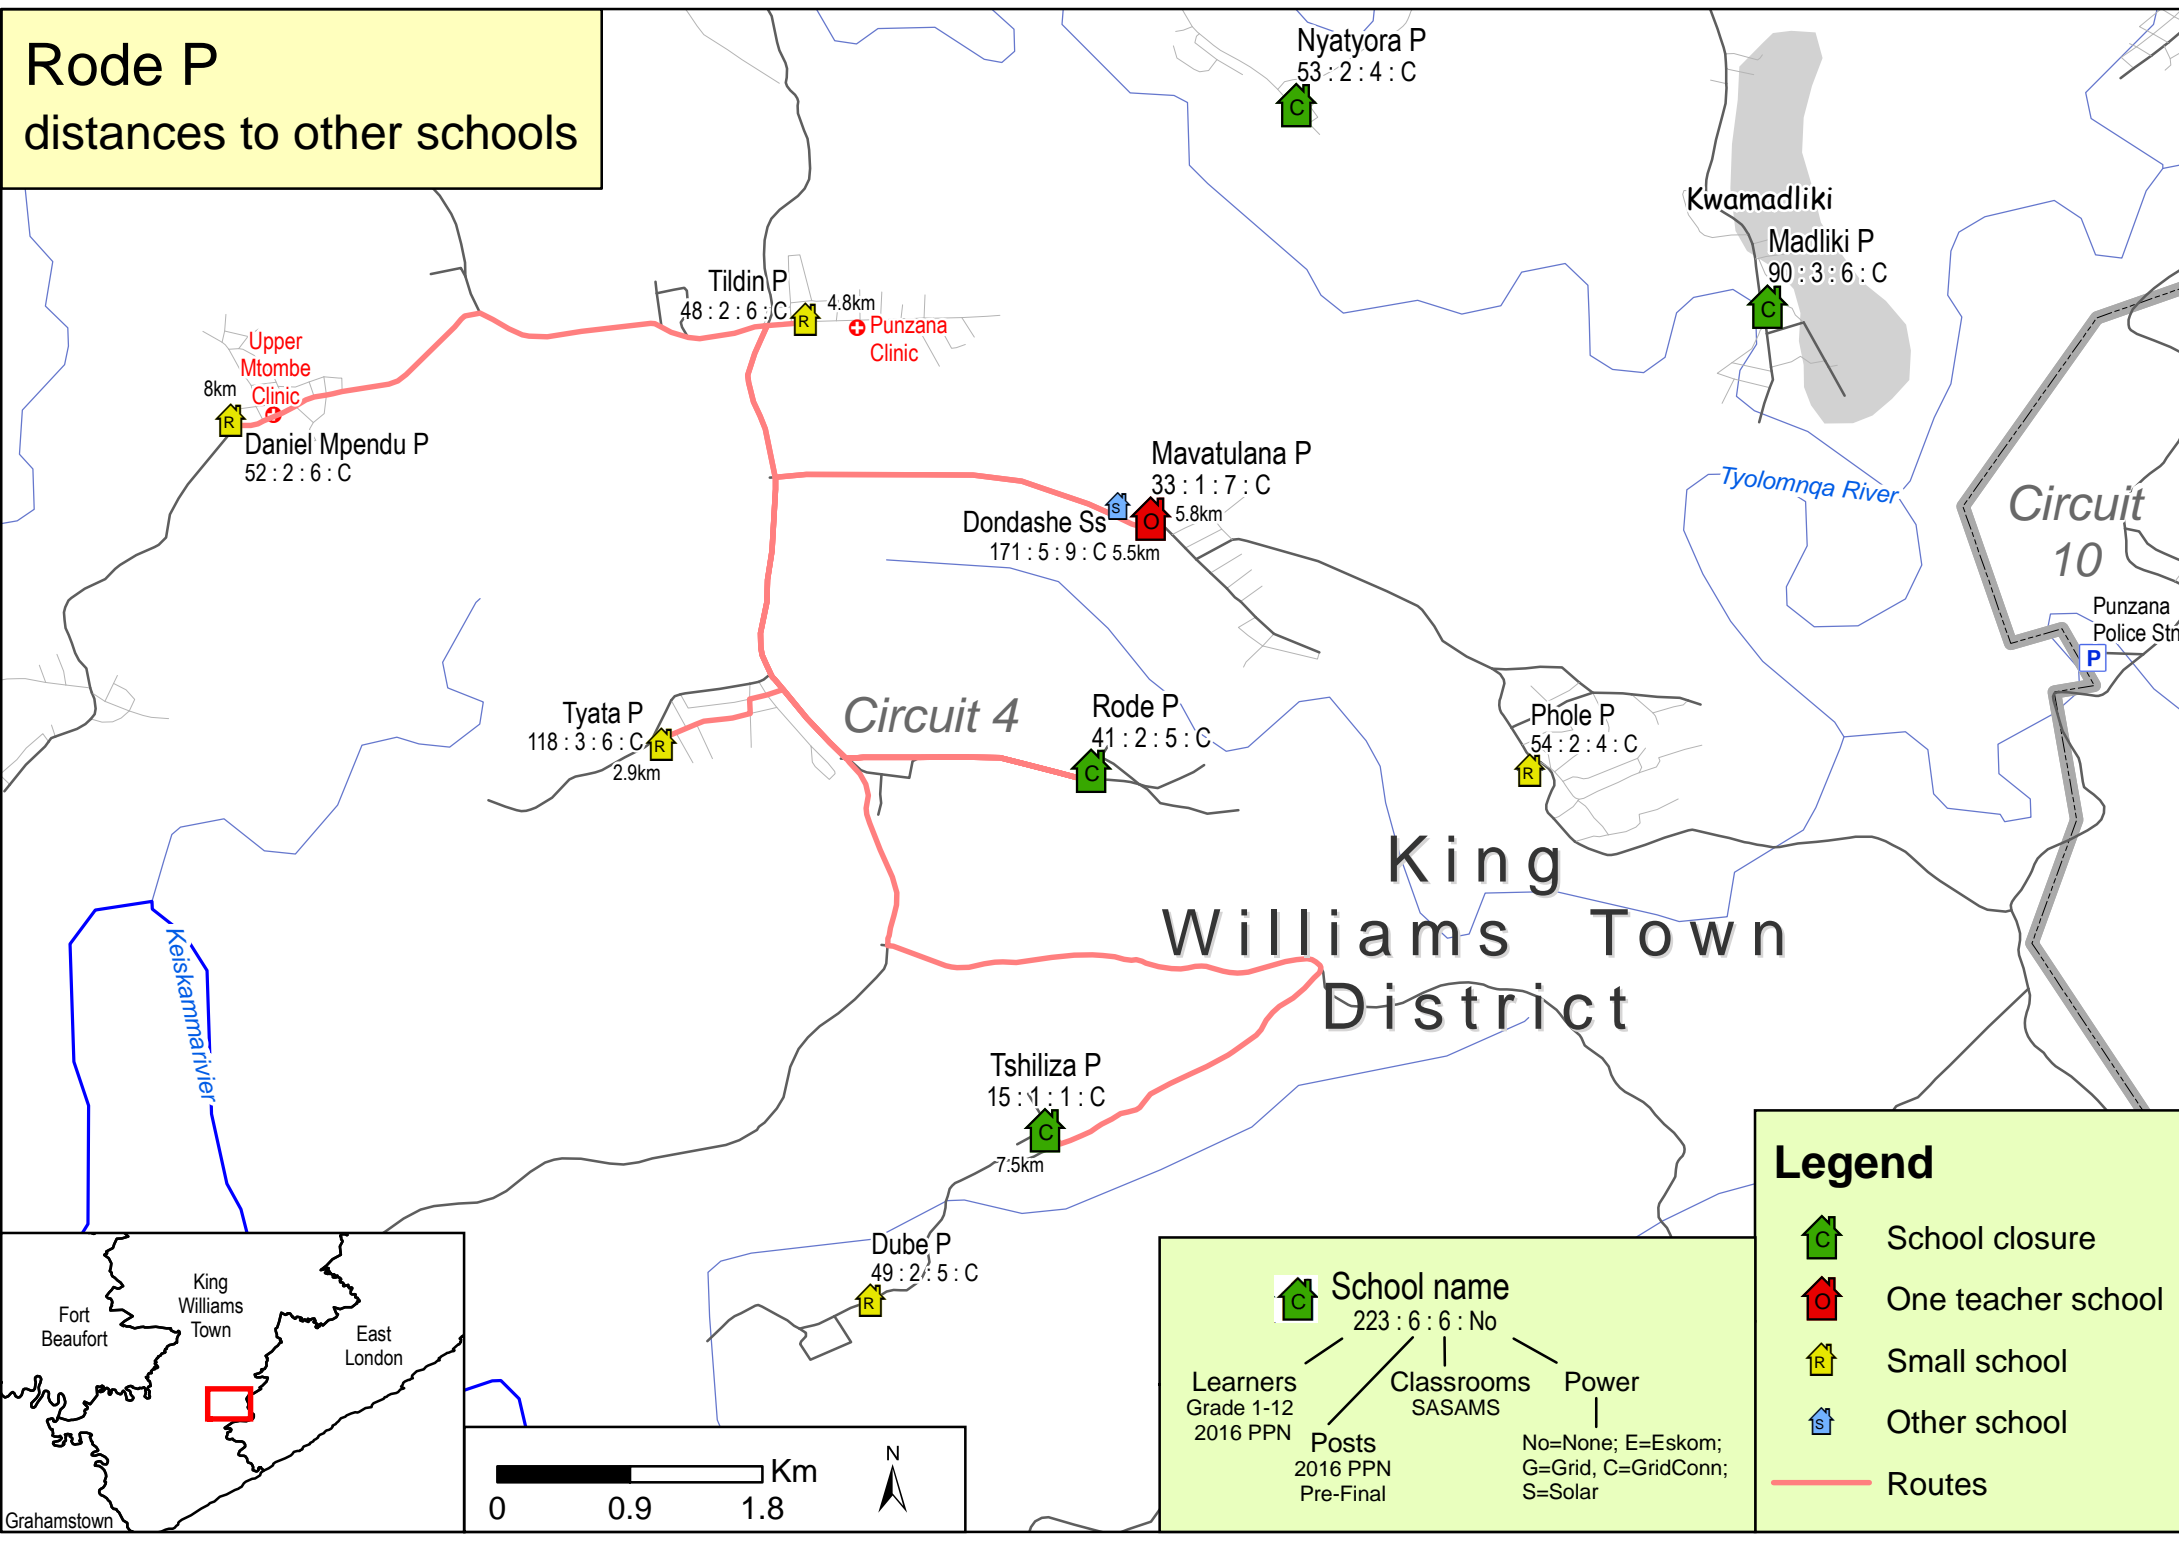 Rode P
distances to other schools
Nyatyora P
53 : 2 : 4 : C
C
Kwamadliki
Madliki P
90 : 3 : 6 : C
C
Tildin P
48 : 2 : 6 : C
R
4.8km
Punzana
Clinic
Upper
Mtombe
Clinic
8km
R
Daniel Mpendu P
52 : 2 : 6 : C
Mavatulana P
33 : 1 : 7 : C
S
O
5.8km
Dondashe Ss
171 : 5 : 9 : C
5.5km
Tyolomnqa River
Circuit
10
Punzana
Police Stn
P
Tyata P
118 : 3 : 6 : C
R
2.9km
Circuit 4
Rode P
41 : 2 : 5 : C
C
Phole P
54 : 2 : 4 : C
R
King
Williams Town
District
Keiskammarivier
Tshiliza P
15 : 1 : 1 : C
C
7.5km
Dube P
49 : 2 : 5 : C
R
Fort
Beaufort
King
Williams
Town
East
London
Grahamstown
Km
0 0.9 1.8
N
C
School name
223 : 6 : 6 : No
Learners
Grade 1-12
2016 PPN
Posts
2016 PPN
Pre-Final
Classrooms
SASAMS
Power
No=None; E=Eskom;
G=Grid, C=GridConn;
S=Solar
Legend
C School closure
O One teacher school
R Small school
S Other school
Routes